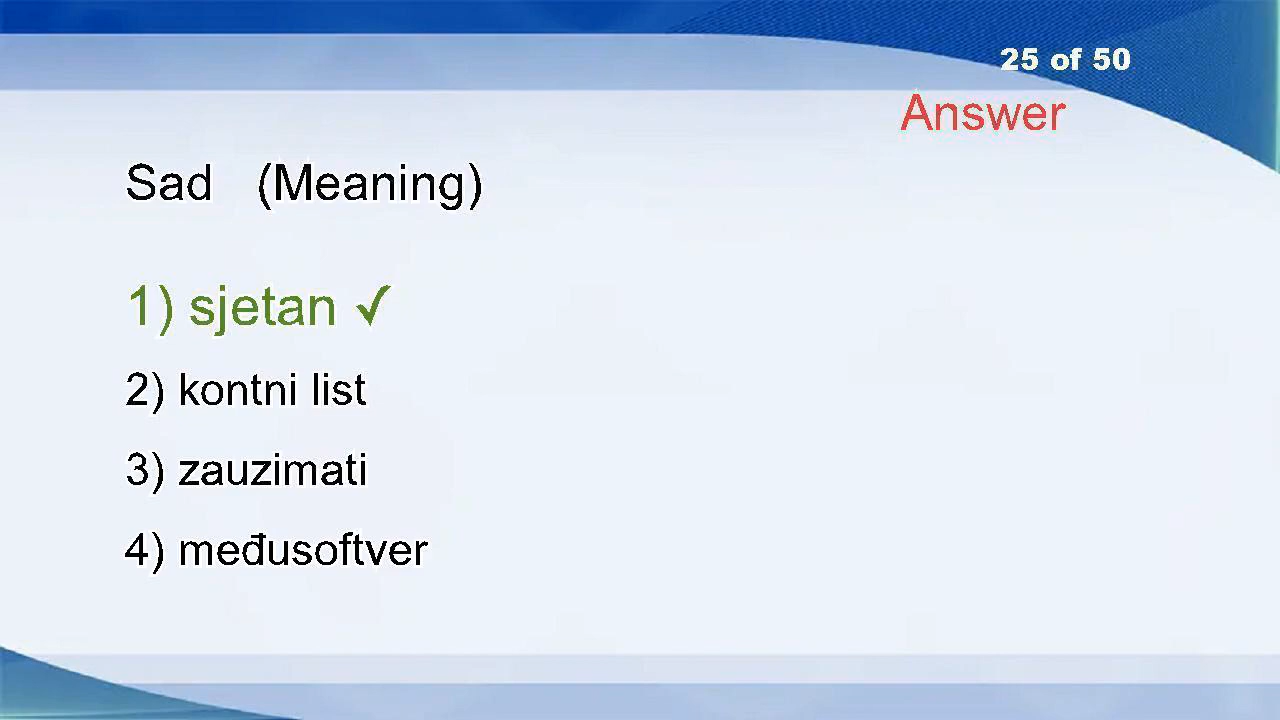 25 of 50
Answer
Sad (Meaning)
1) sjetan ✓
2) kontni list
3) zauzimati
4) međusoftver